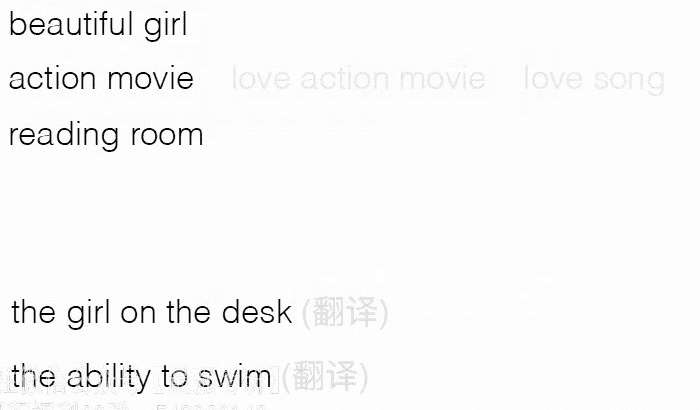 beautiful girl
action movie love action movie love song
reading room
the girl on the desk (翻译)
the ability to swim (翻译)